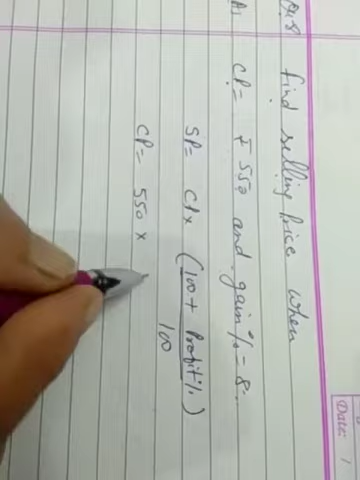 Q.8 find selling price when
A. CP = ₹ 550 and gain% = 8.
SP = CP x (100 + Profit%)
100
CP = 550 x
Date: /